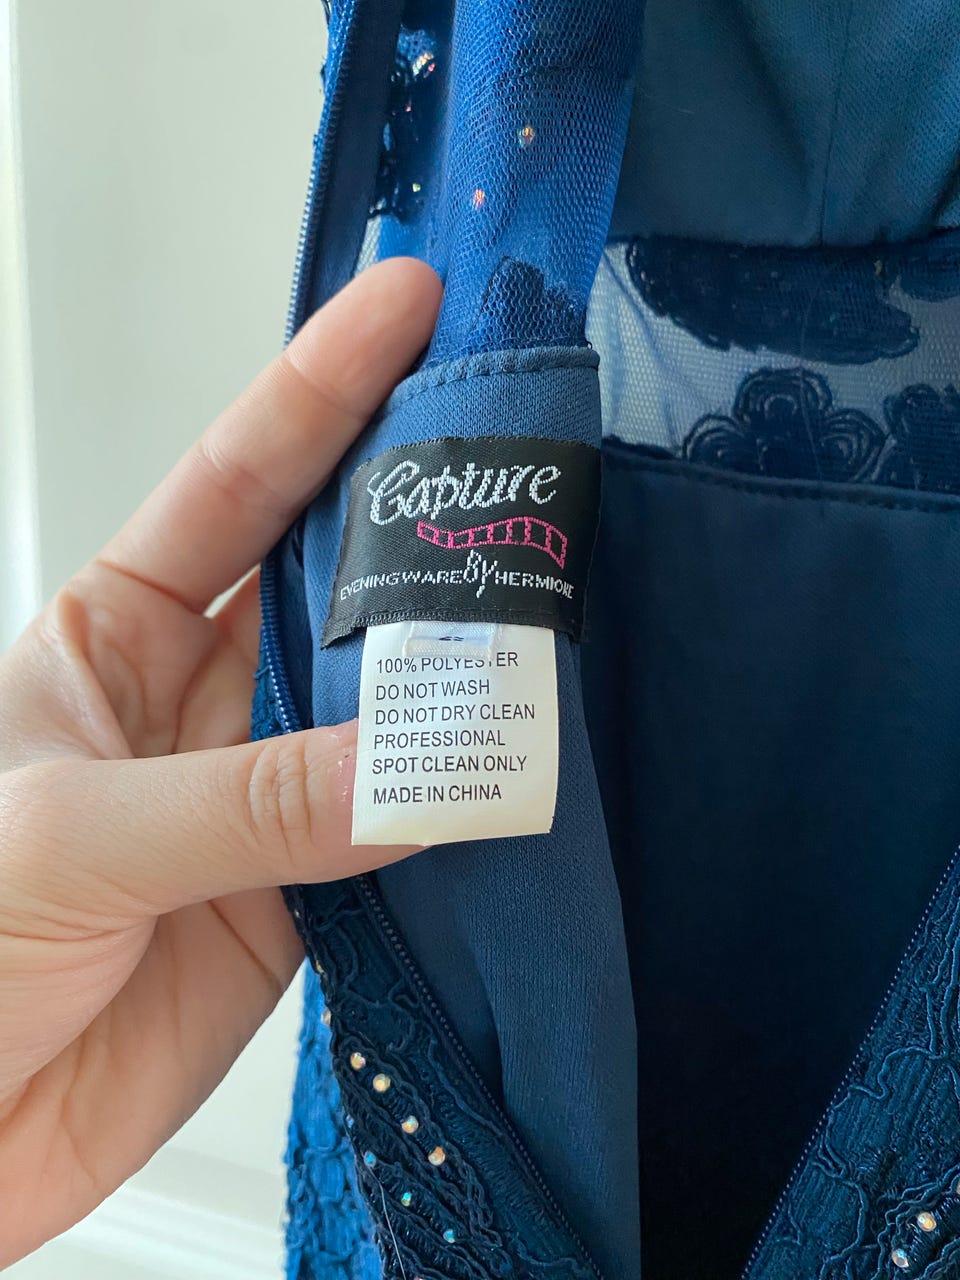 Capture
By
EVENING WARE HERMIONE
100% POLYESTER
DO NOT WASH
DO NOT DRY CLEAN
PROFESSIONAL
SPOT CLEAN ONLY
MADE IN CHINA